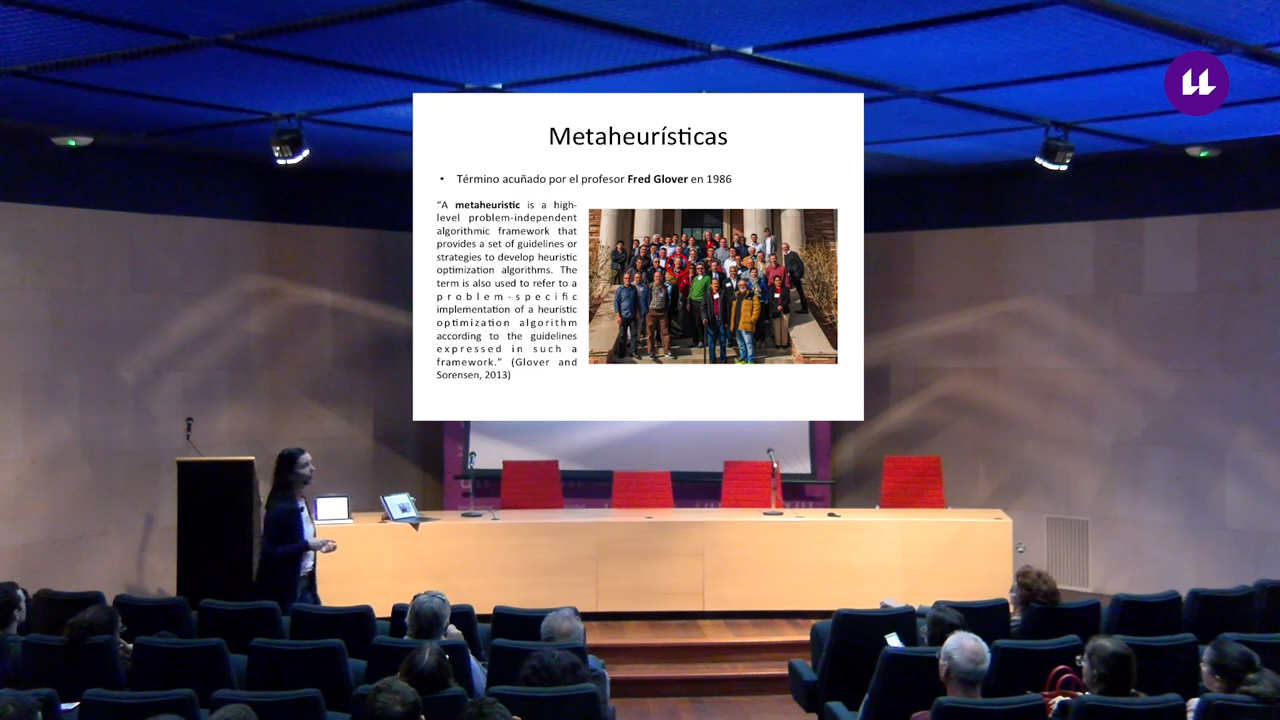 Metaheurísticas
• Término acuñado por el profesor Fred Glover en 1986
“A metaheuristic is a high-
level problem-independent
algorithmic framework that
provides a set of guidelines or
strategies to develop heuristic
optimization algorithms. The
term is also used to refer to a
problem-specific
implementation of a heuristic
optimization algorithm
according to the guidelines
expressed in such a
framework.” (Glover and
Sorensen, 2013)